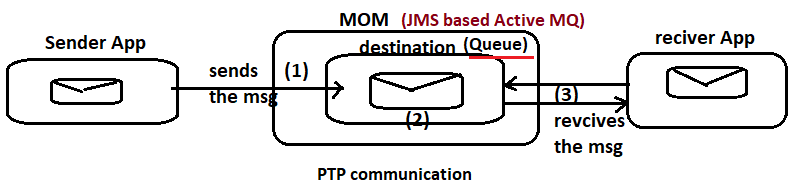 MOM (JMS based Active MQ)
Sender App
destination (Queue)
reciver App
sends (1)
the msg
(2)
(3)
revcives
the msg
PTP communication